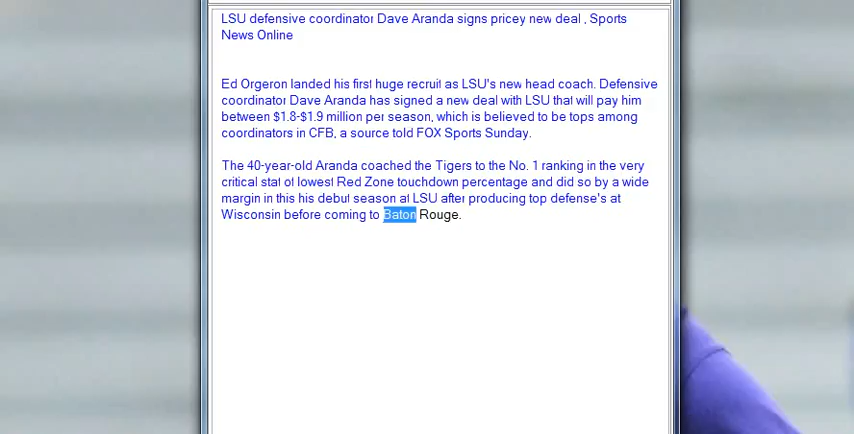 LSU defensive coordinator Dave Aranda signs pricey new deal , Sports
News Online
Ed Orgeron landed his first huge recruit as LSU's new head coach. Defensive
coordinator Dave Aranda has signed a new deal with LSU that will pay him
between $1.8-$1.9 million per season, which is believed to be tops among
coordinators in CFB, a source told FOX Sports Sunday.
The 40-year-old Aranda coached the Tigers to the No. 1 ranking in the very
critical stat of lowest Red Zone touchdown percentage and did so by a wide
margin in this his debut season at LSU after producing top defense's at
Wisconsin before coming to Baton Rouge.